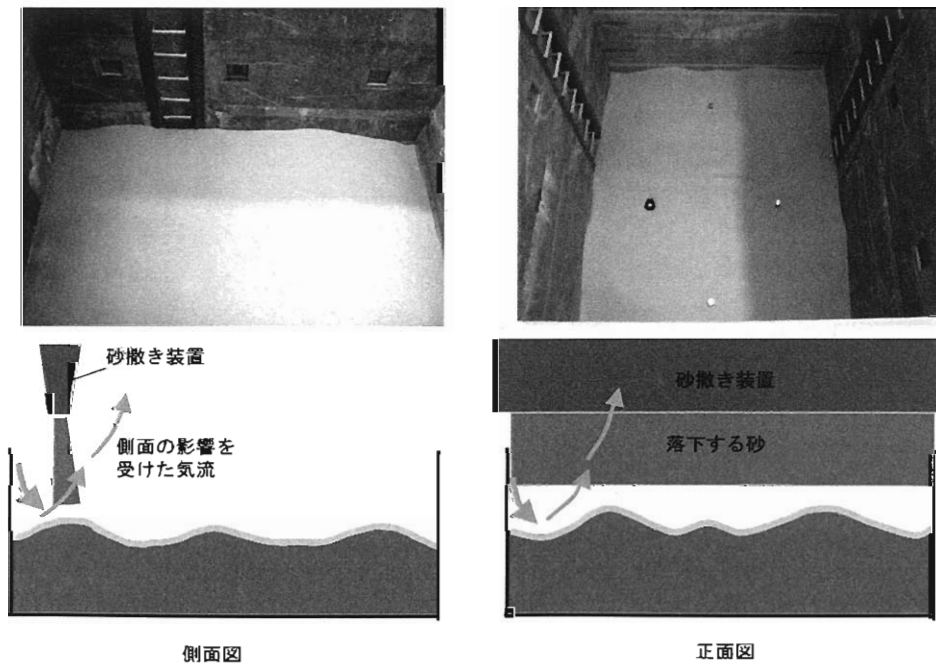 砂撒き装置
側面の影響を
受けた気流
側面図
砂撒き装置
落下する砂
正面図